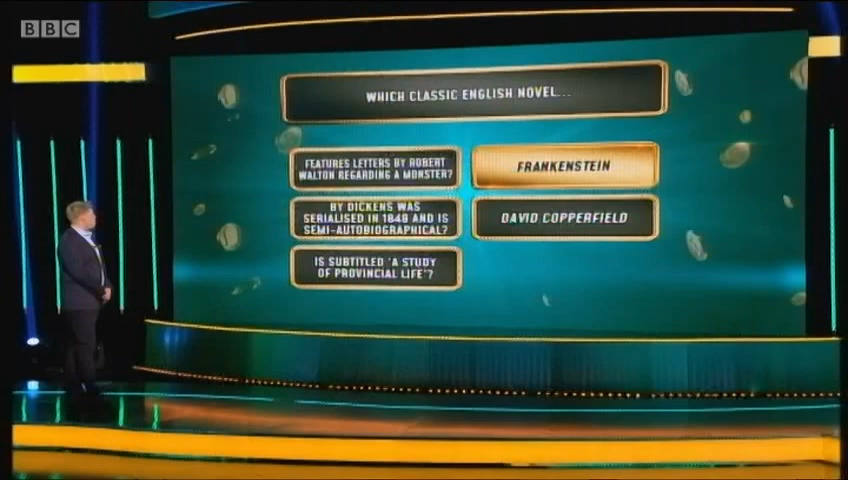 BBC
WHICH CLASSIC ENGLISH NOVEL...
FEATURES LETTERS BY ROBERT
WALTON REGARDING A MONSTER?
FRANKENSTEIN
BY DICKENS WAS
SERIALISED IN 1849 AND IS
SEMI-AUTOBIOGRAPHICAL?
DAVID COPPERFIELD
IS SUBTITLED 'A STUDY
OF PROVINCIAL LIFE'?